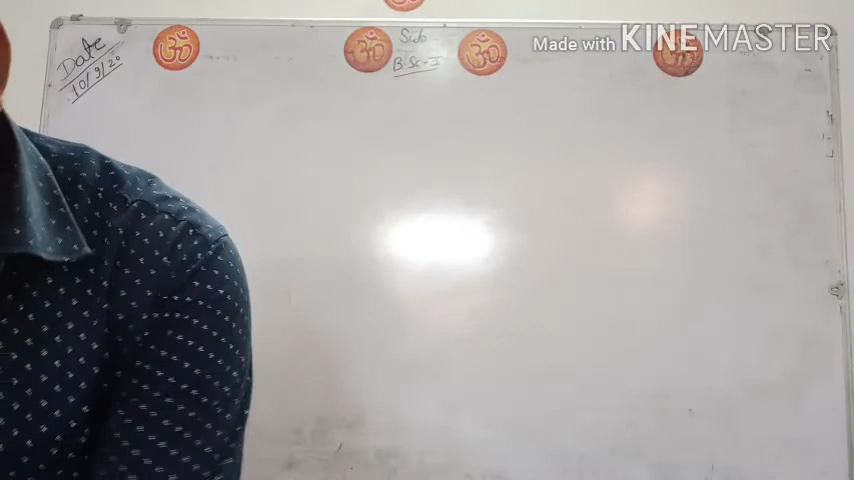 Date
10/9/20
Sub-
B.Sc-I
ॐ
ॐ
ॐ
ॐ
Made with KINEMASTER